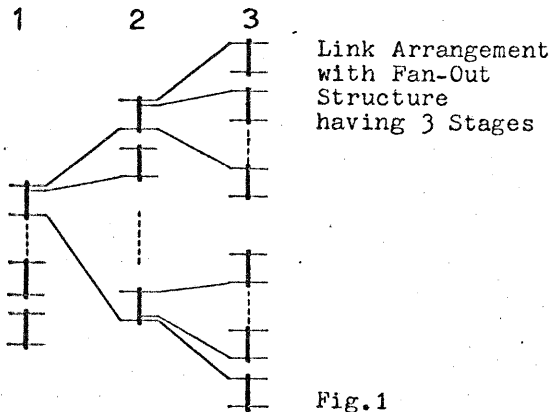 1 2 3
Link Arrangement
with Fan-Out
Structure
having 3 Stages
Fig.1